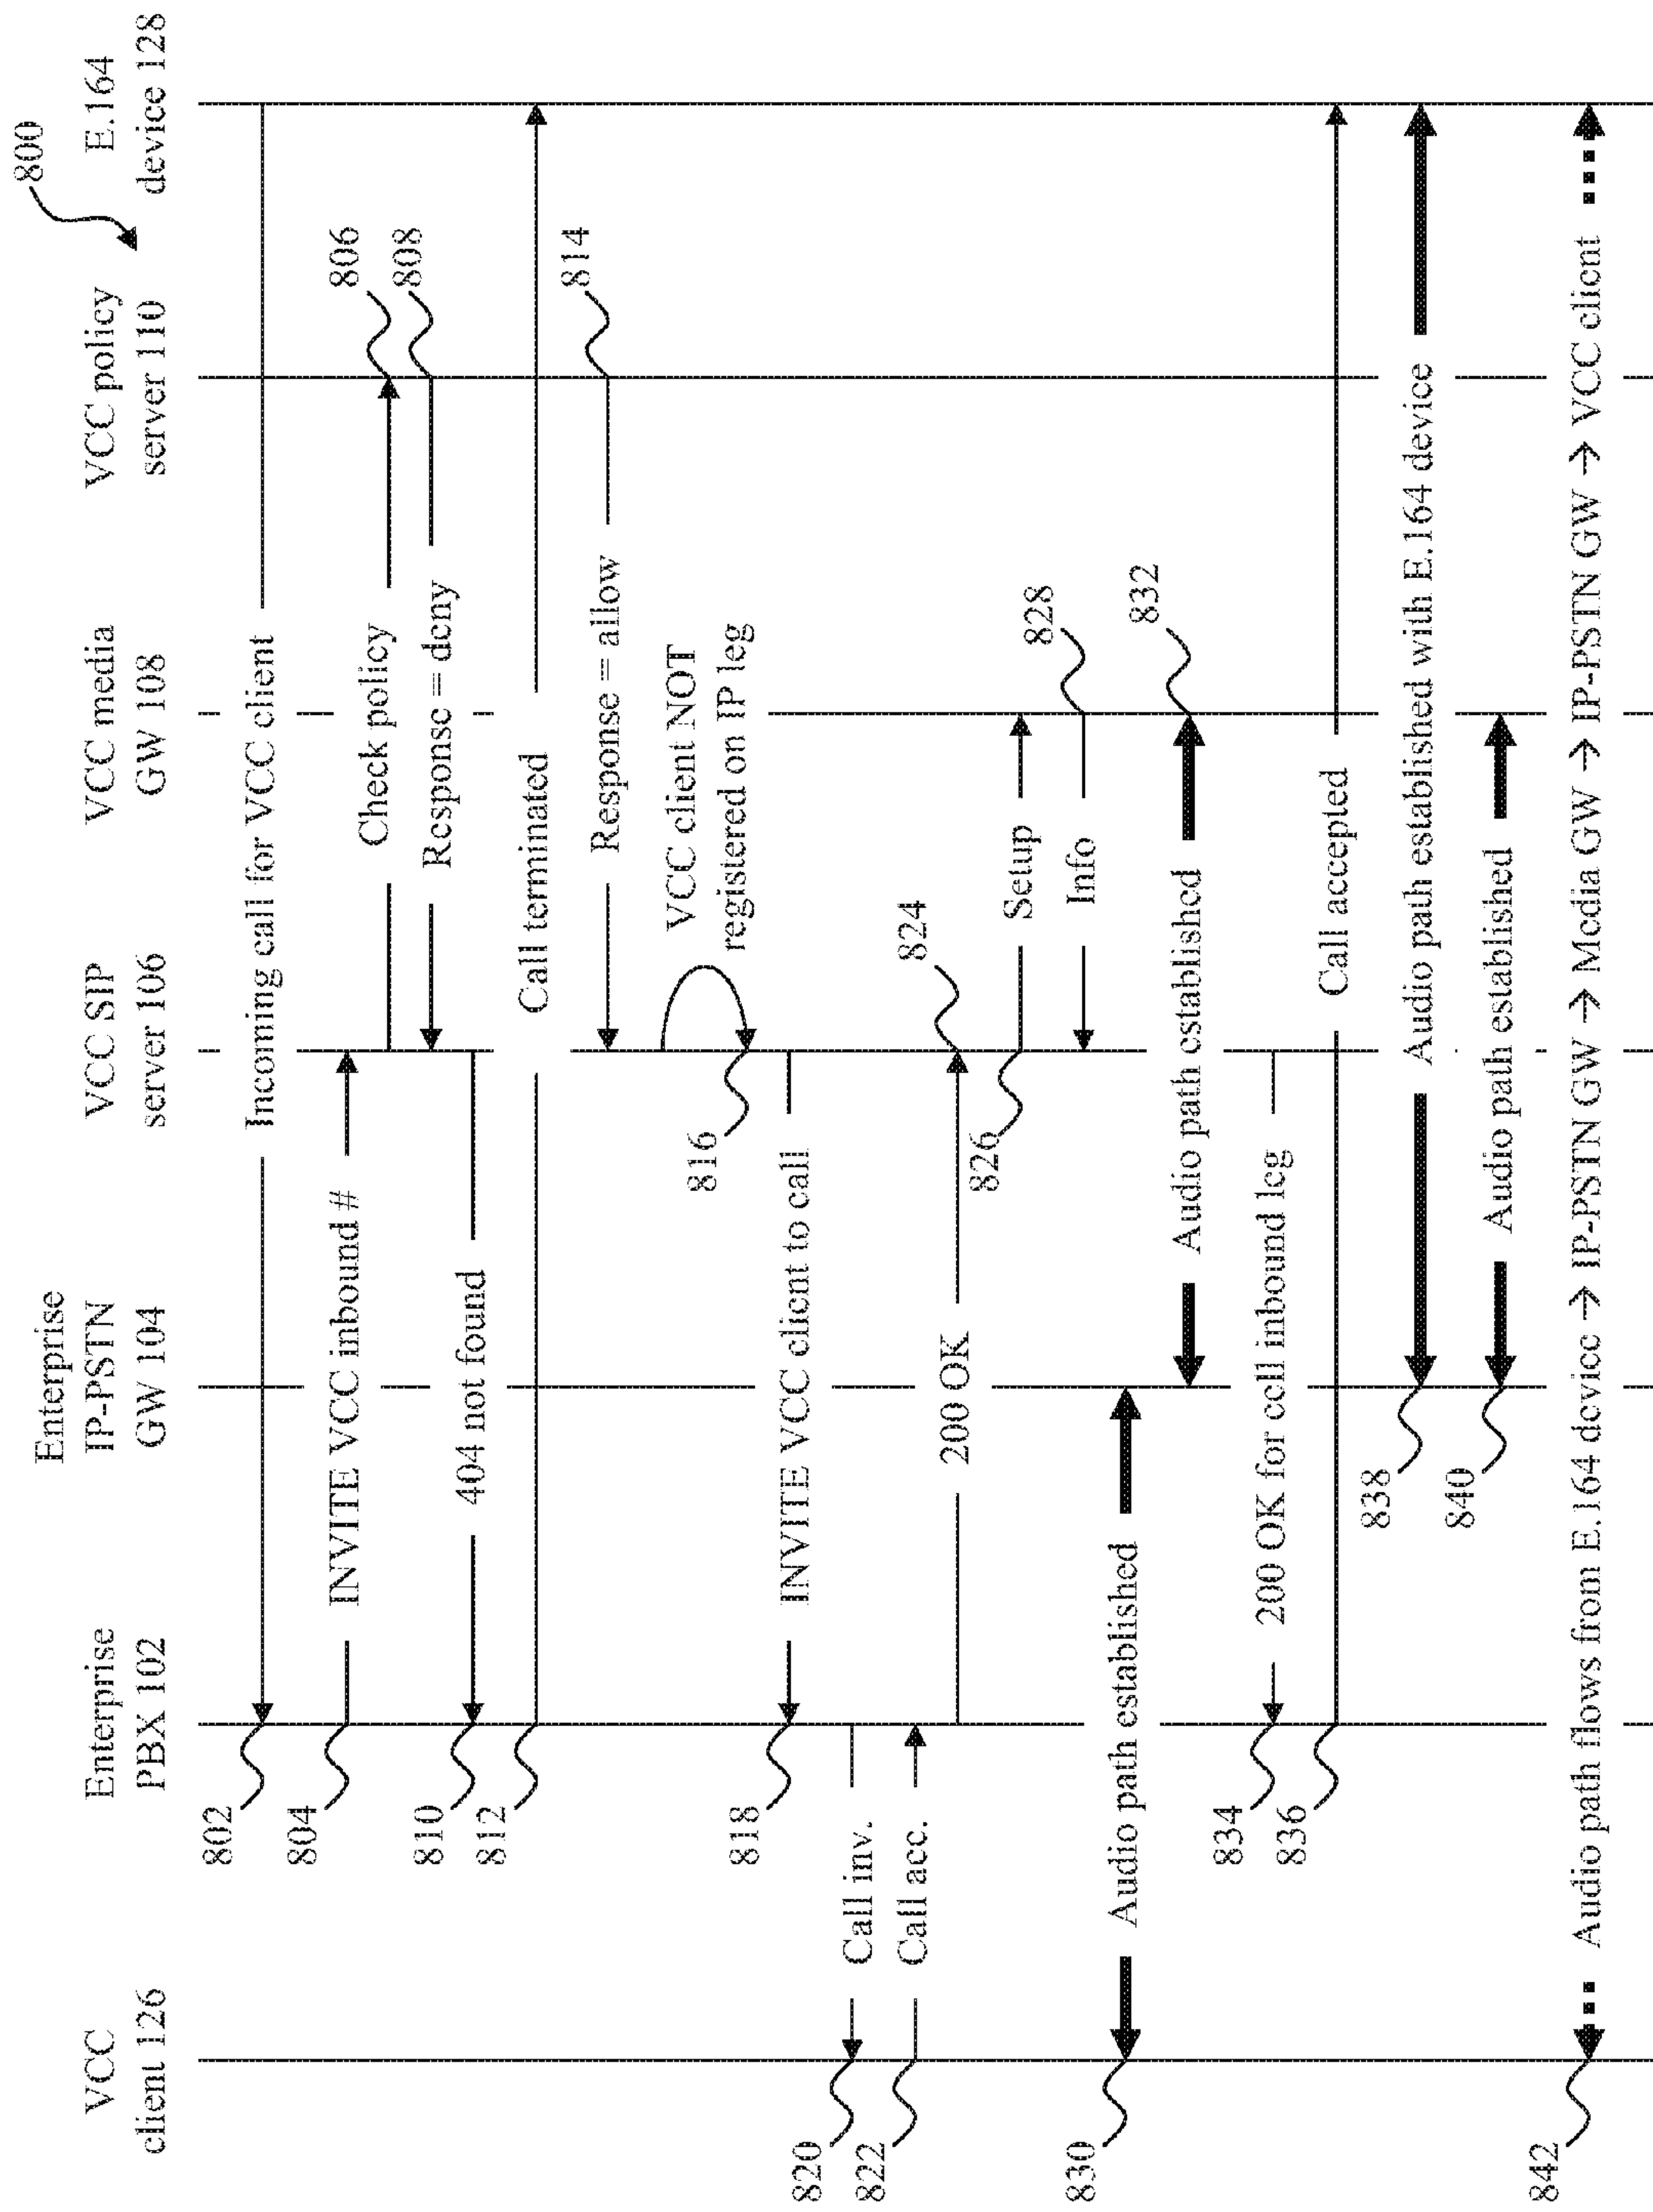 800
VCC
client 126
Enterprise
PBX 102
Enterprise
IP-PSTN
GW 104
VCC SIP
server 106
VCC media
GW 108
VCC policy
server 110
E.164
device 128
802
Incoming call for VCC client
804
INVITE VCC inbound #
Check policy
806
Response = deny
808
810
404 not found
812
Call terminated
Response = allow
814
VCC client NOT
registered on IP leg
816
818
INVITE VCC client to call
820
Call inv.
822
Call acc.
200 OK
824
826
Setup
Info
828
830
Audio path established
Audio path established
832
834
200 OK for cell inbound leg
836
Call accepted
838
Audio path established with E.164 device
840
Audio path established
842
Audio path flows from E.164 device → IP-PSTN GW → Media GW → IP-PSTN GW → VCC client